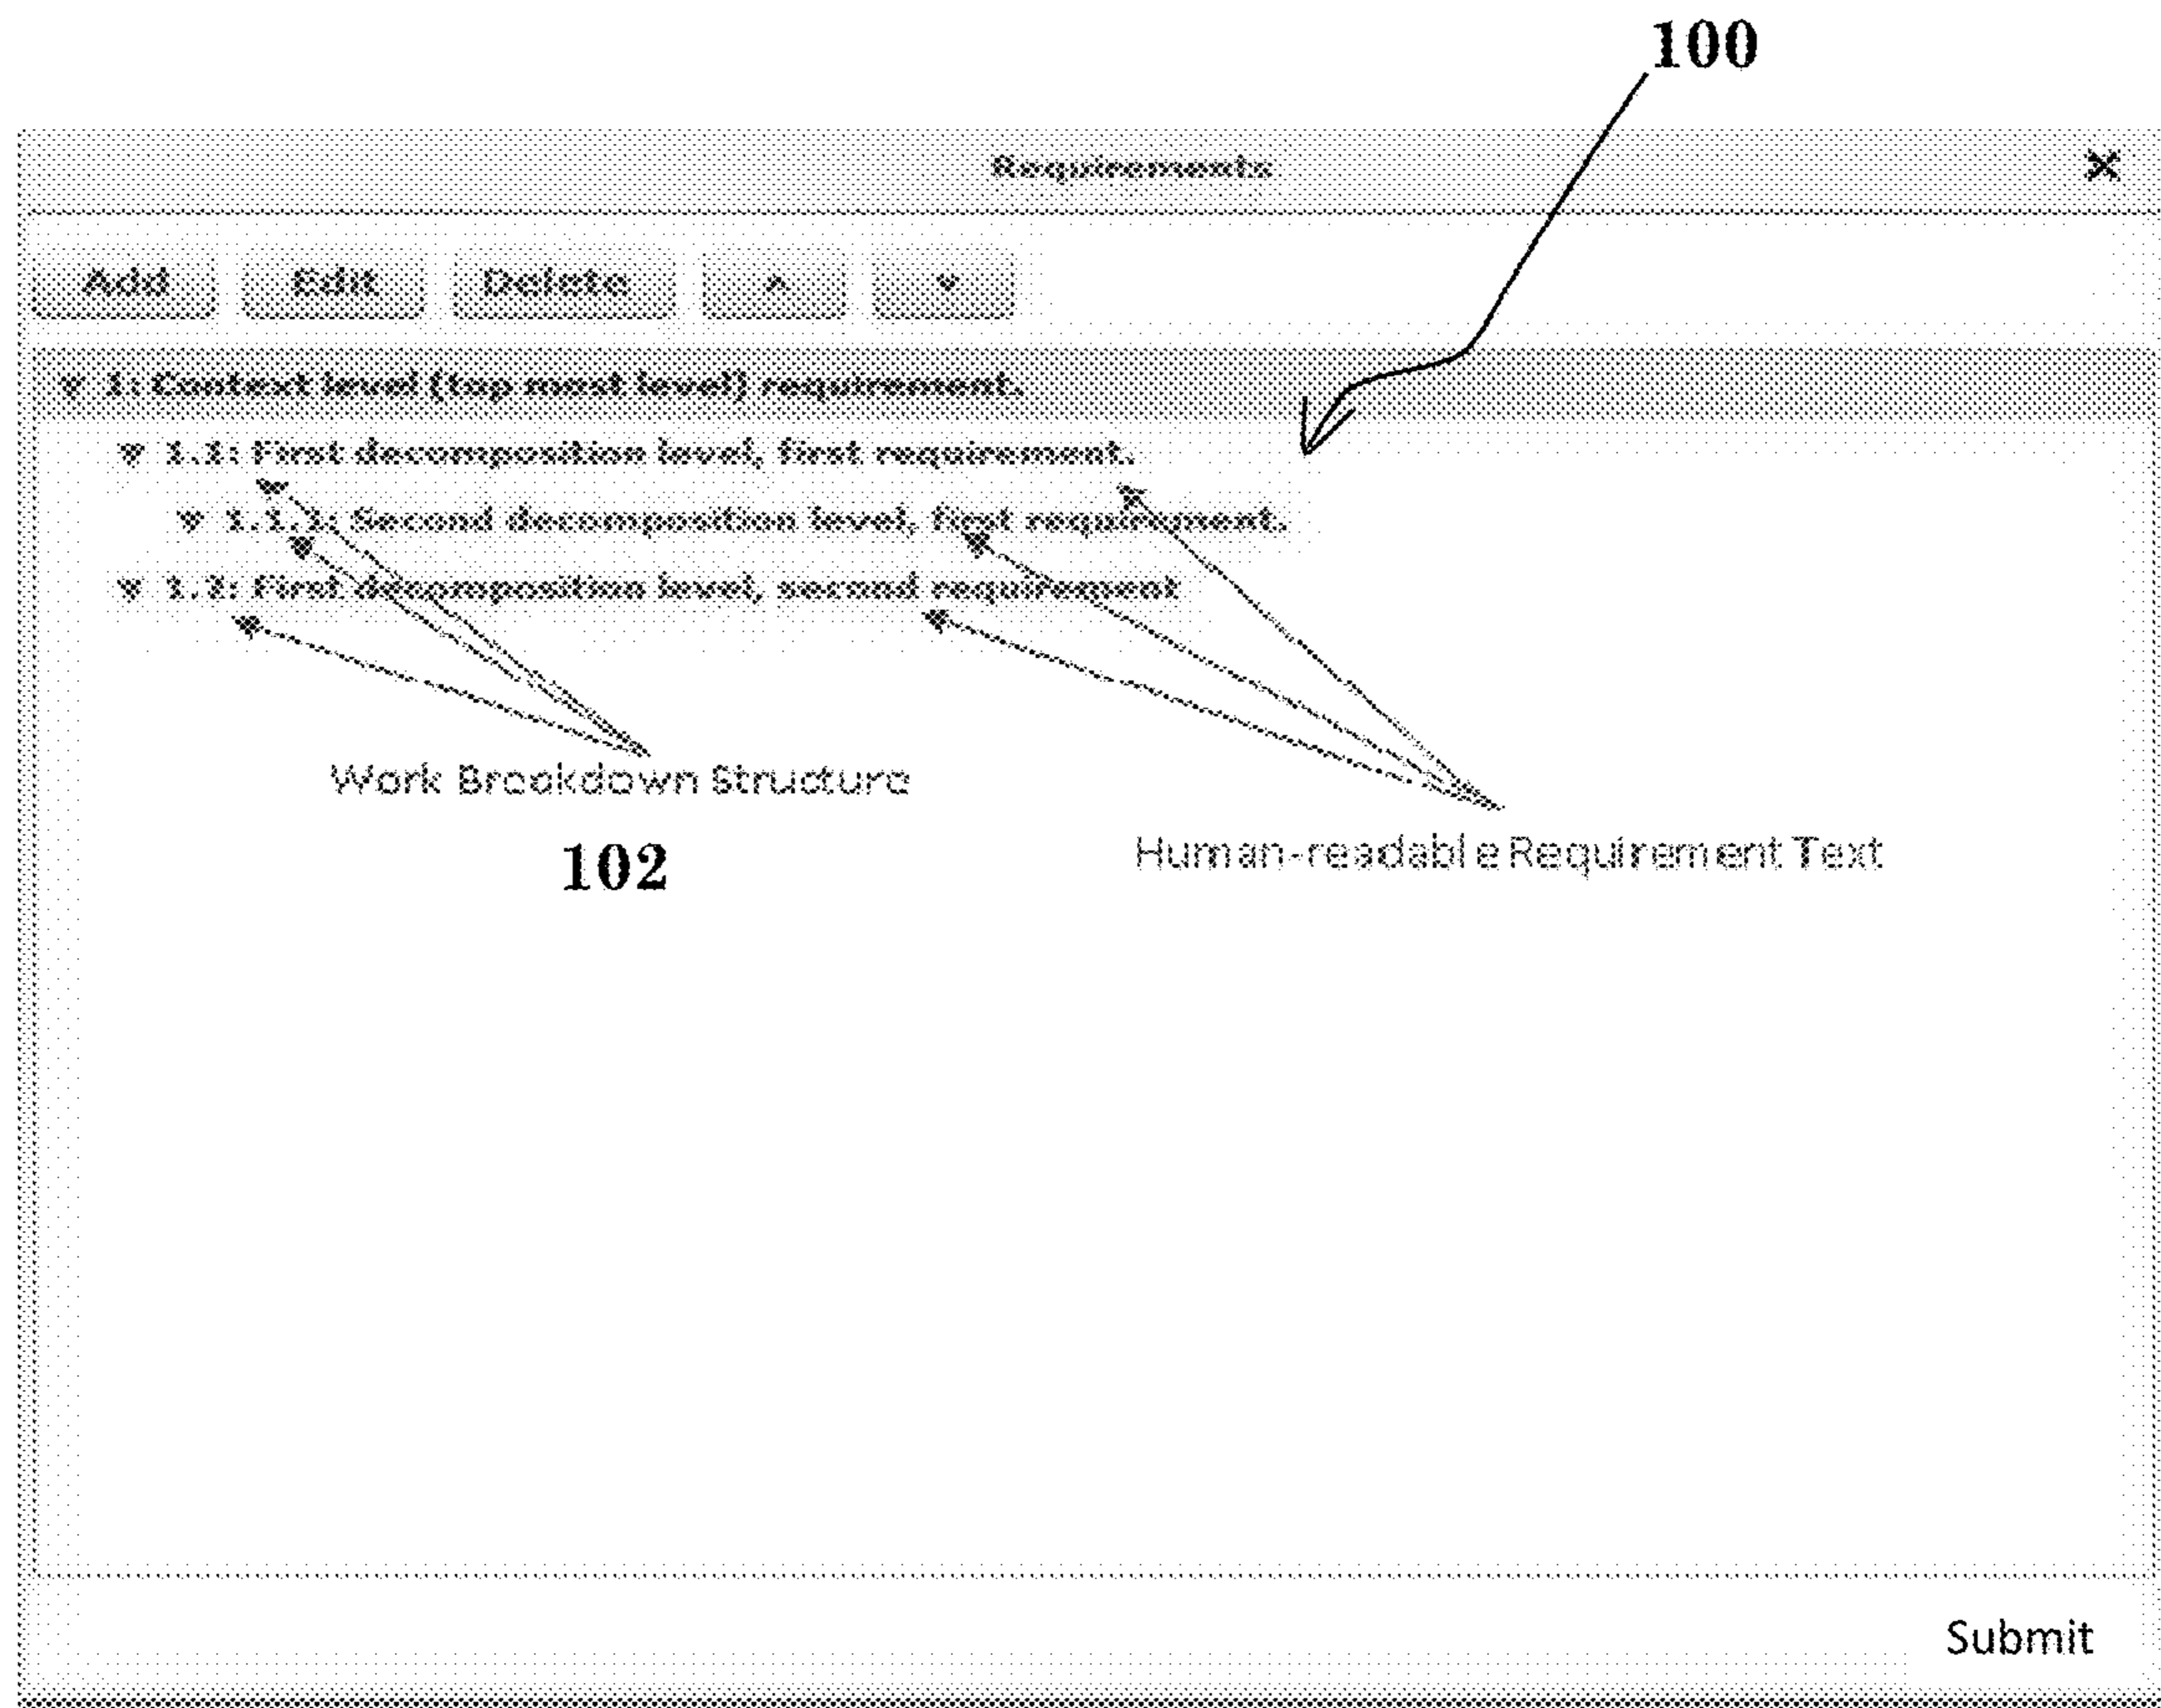 100
Requirements ×
Add Edit Delete ^ v
▼ 1: Context level (top most level) requirement.
▼ 1.1: First decomposition level, first requirement.
▼ 1.1.1: Second decomposition level, first requirement.
▼ 1.2: First decomposition level, second requirement
Work Breakdown Structure
102
Human-readable Requirement Text
Submit